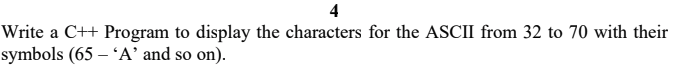 4
Write a C++ Program to display the characters for the ASCII from 32 to 70 with their
symbols (65 – ‘A’ and so on).